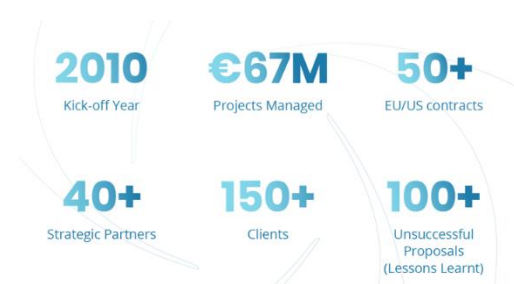 2010
Kick-off Year
€67M
Projects Managed
50+
EU/US contracts
40+
Strategic Partners
150+
Clients
100+
Unsuccessful
Proposals
(Lessons Learnt)